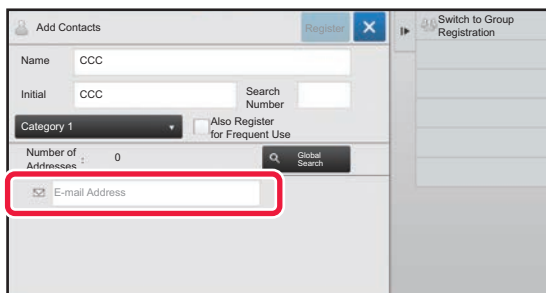 Add Contacts
Register
Switch to Group
Registration
Name
CCC
Initial
CCC
Search
Number
Category 1
Also Register
for Frequent Use
Number of
Addresses
:
0
Global
Search
E-mail Address